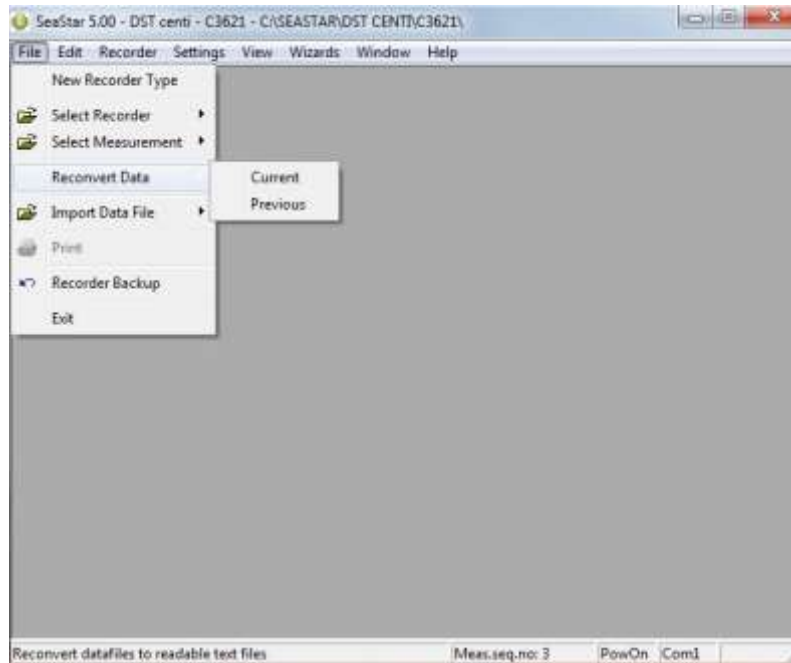 SeaStar 5.00 - DST centi - C3621 - C:\SEASTAR\DST CENTI\C3621\
File Edit Recorder Settings View Wizards Window Help
New Recorder Type
Select Recorder
Select Measurement
Reconvert Data
Current
Previous
Import Data File
Print
Recorder Backup
Exit
Reconvert datafiles to readable text files Meas.seq.no: 3 PowOn Com1